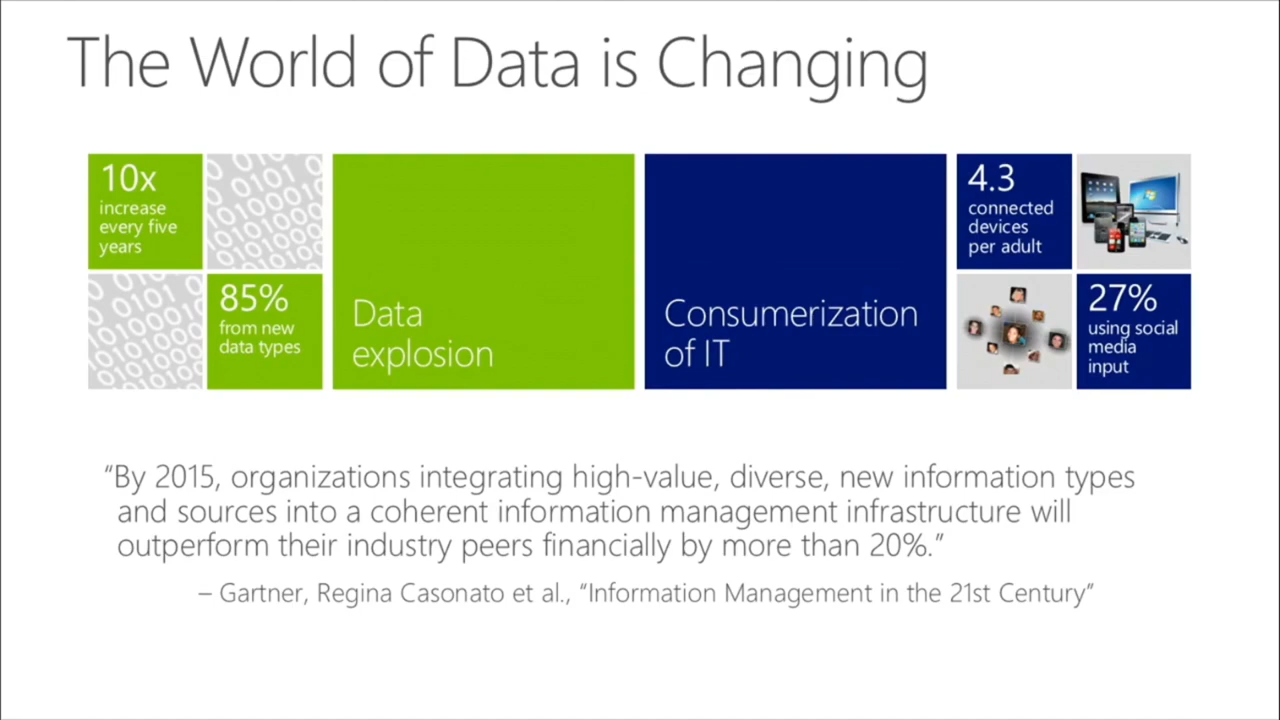 The World of Data is Changing
10x
increase
every five
years
85%
from new
data types
Data
explosion
Consumerization
of IT
4.3
connected
devices
per adult
27%
using social
media
input
“By 2015, organizations integrating high-value, diverse, new information types
and sources into a coherent information management infrastructure will
outperform their industry peers financially by more than 20%.”
– Gartner, Regina Casonato et al., “Information Management in the 21st Century”